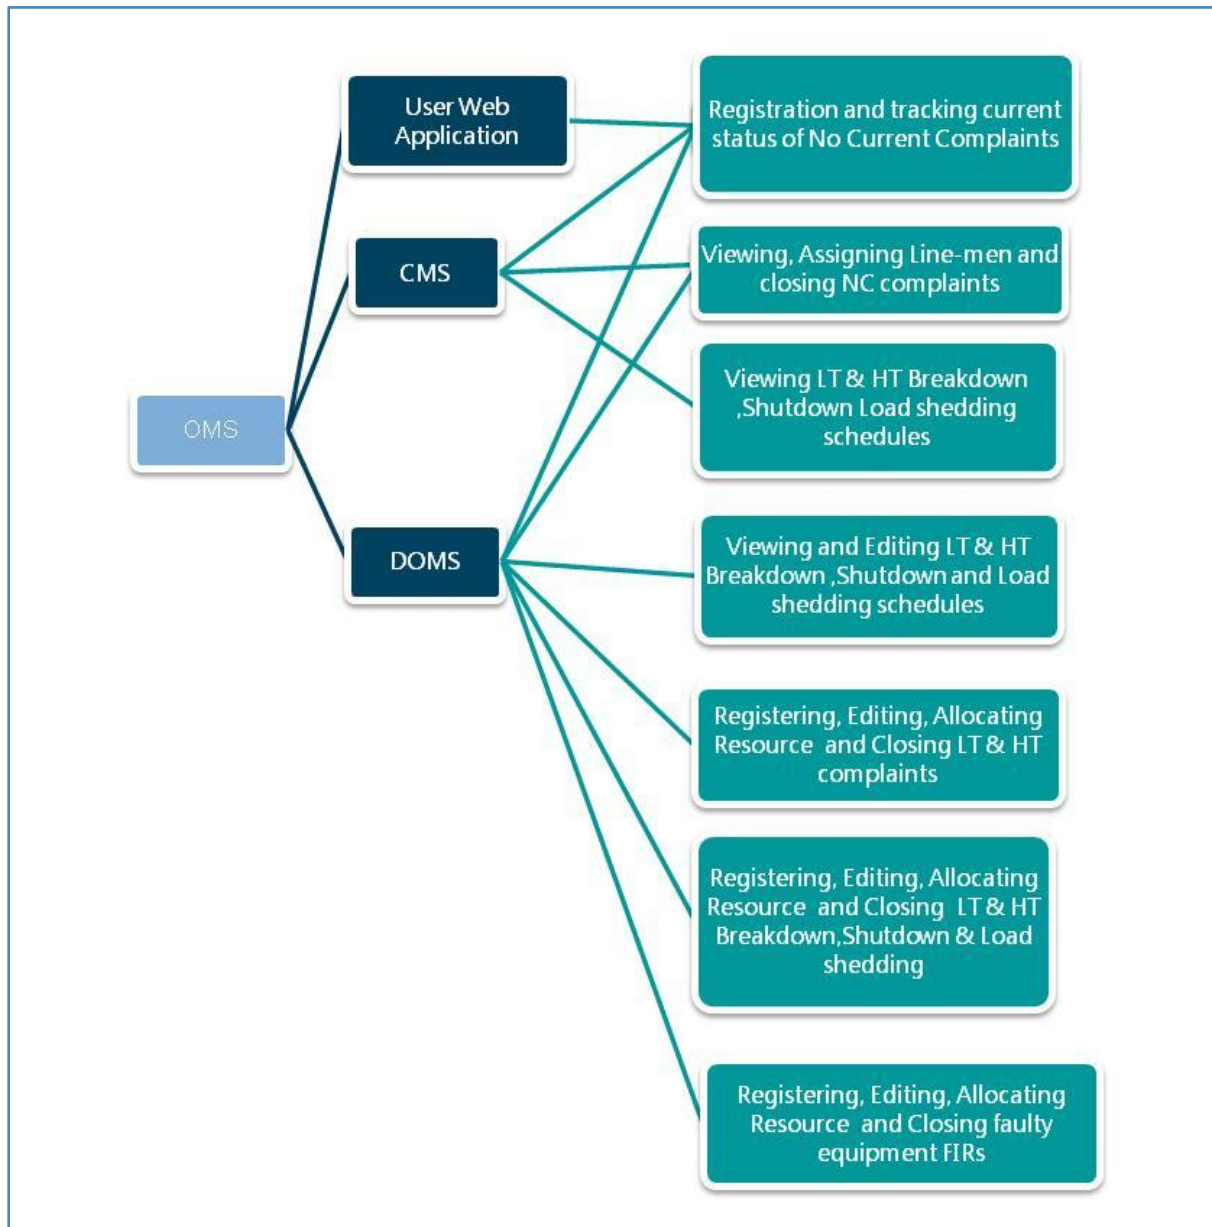 User Web
Application
Registration and tracking current
status of No Current Complaints
CMS
Viewing, Assigning Line-men and
closing NC complaints
Viewing LT & HT Breakdown
,Shutdown Load shedding
schedules
OMS
DOMS
Viewing and Editing LT & HT
Breakdown ,Shutdown and Load
shedding schedules
Registering, Editing, Allocating
Resource and Closing LT & HT
complaints
Registering, Editing, Allocating
Resource and Closing LT & HT
Breakdown,Shutdown & Load
shedding
Registering, Editing, Allocating
Resource and Closing faulty
equipment FIRs